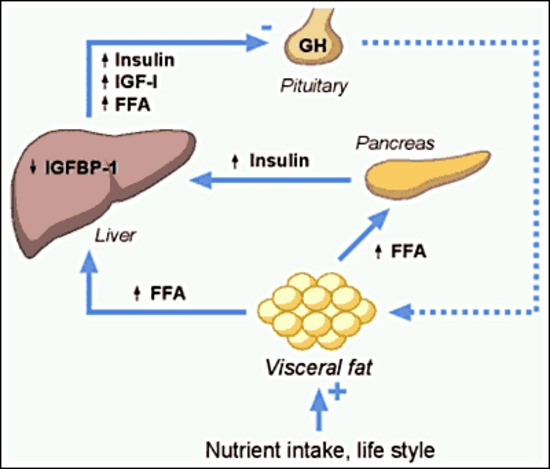 -
GH
Pituitary
↑ Insulin
↑ IGF-I
↑ FFA
Pancreas
↑ Insulin
↓ IGFBP-1
Liver
↑ FFA
↑ FFA
Visceral fat
+
Nutrient intake, life style